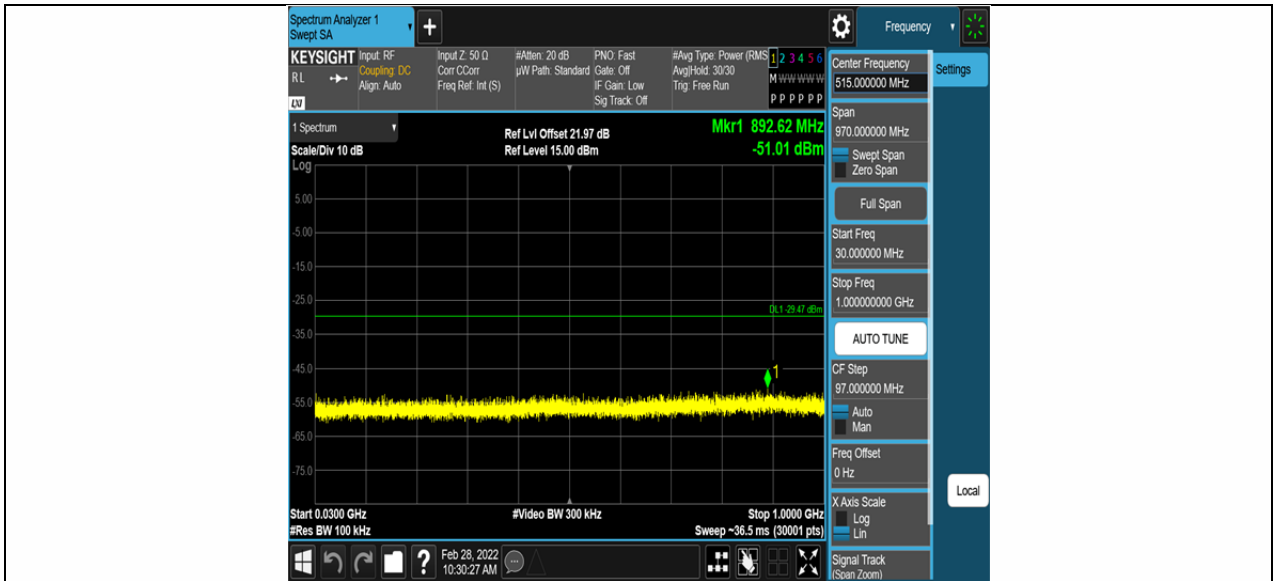 Spectrum Analyzer 1
Swept SA
+
Frequency
KEYSIGHT
Input: RF
Input Z: 50 Ω
#Atten: 20 dB
PNO: Fast
#Avg Type: Power (RMS
1 2 3 4 5 6
RL
Coupling: DC
Corr CCorr
µW Path: Standard
Gate: Off
Avg|Hold: 30/30
M W W W W W
Align: Auto
Freq Ref: Int (S)
IF Gain: Low
Trig: Free Run
P P P P P P
LXI
Sig Track: Off
1 Spectrum
Scale/Div 10 dB
Log
Ref Lvl Offset 21.97 dB
Ref Level 15.00 dBm
Mkr1 892.62 MHz
-51.01 dBm
5.00
-5.00
-15.0
-25.0
DL1 -29.47 dBm
-35.0
-45.0
1
-55.0
-65.0
-75.0
Start 0.0300 GHz
#Res BW 100 kHz
#Video BW 300 kHz
Stop 1.0000 GHz
Sweep ~36.5 ms (30001 pts)
?
Feb 28, 2022
10:30:27 AM
Center Frequency
515.000000 MHz
Span
970.000000 MHz
Swept Span
Zero Span
Full Span
Start Freq
30.000000 MHz
Stop Freq
1.000000000 GHz
AUTO TUNE
CF Step
97.000000 MHz
Auto
Man
Freq Offset
0 Hz
X Axis Scale
Log
Lin
Signal Track
(Span Zoom)
Settings
Local